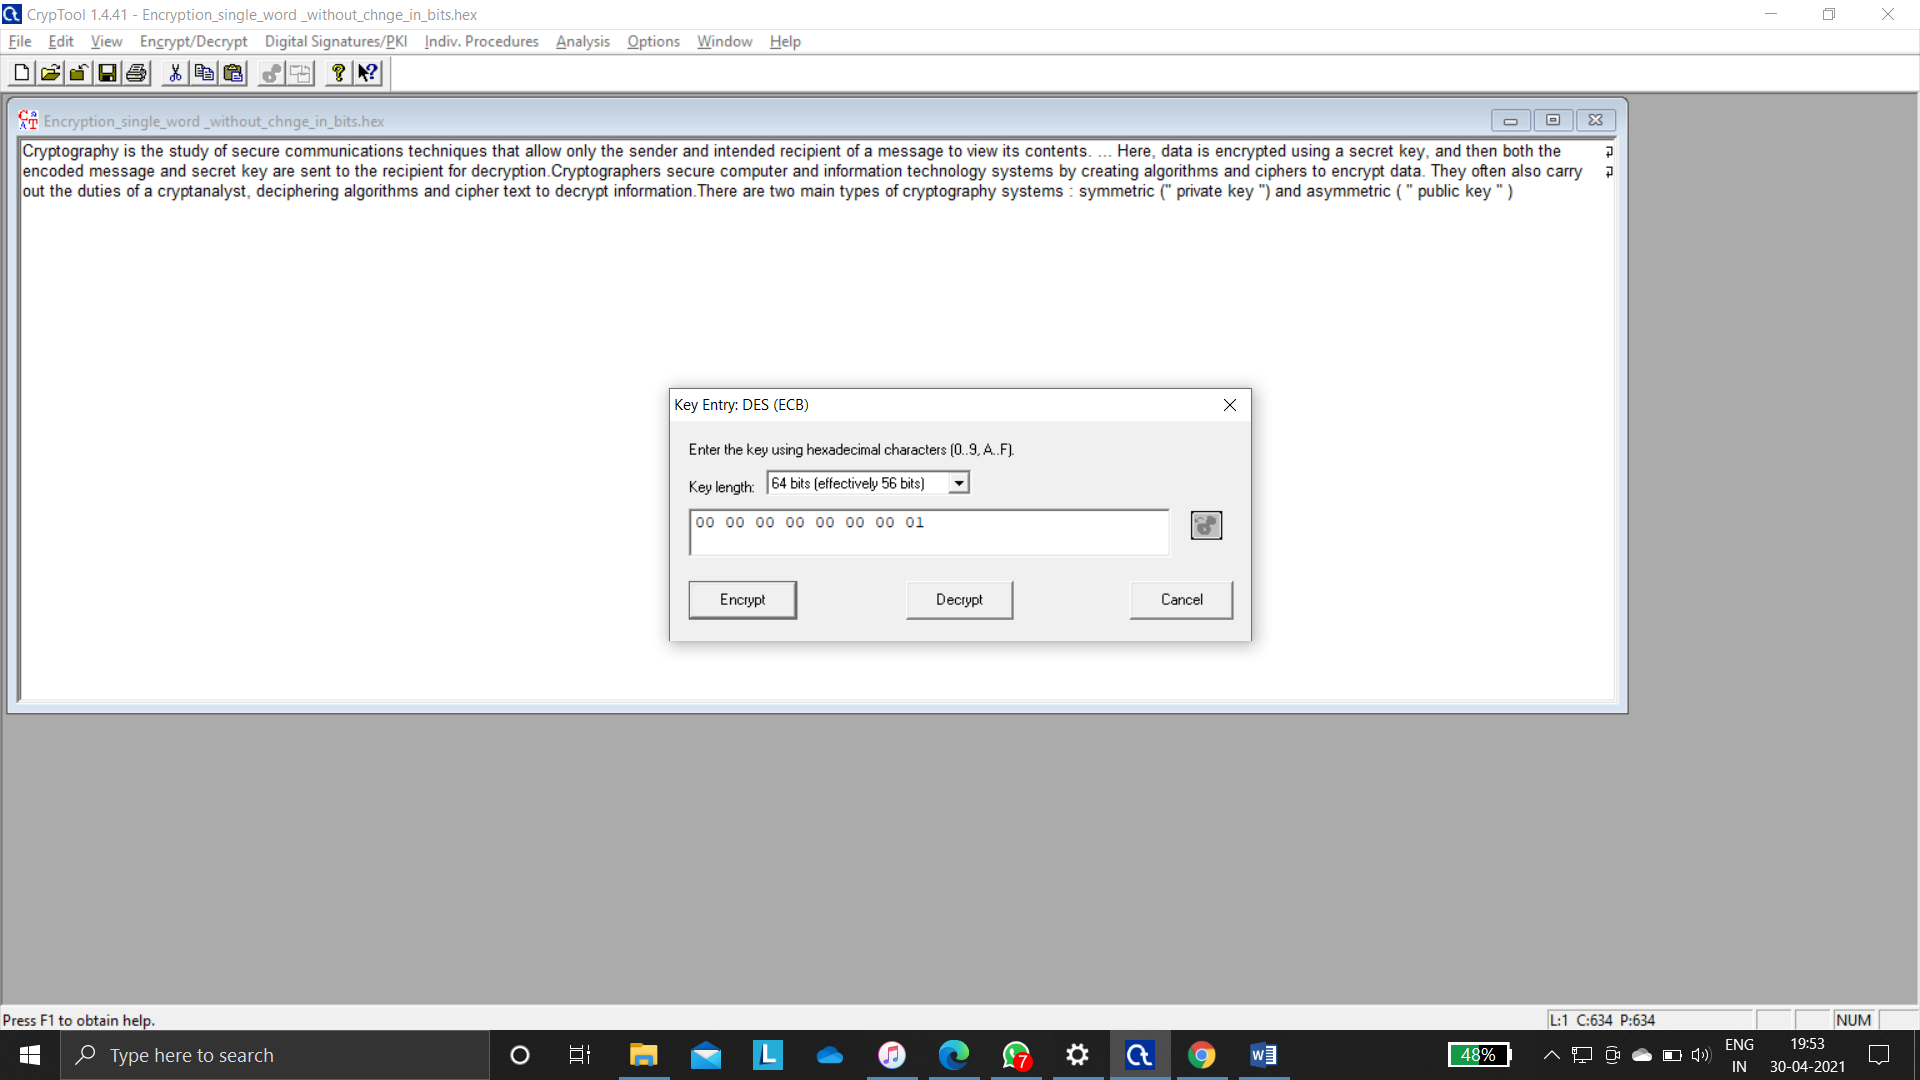 CrypTool 1.4.41 - Encryption_single_word _without_chnge_in_bits.hex
File Edit View Encrypt/Decrypt Digital Signatures/PKI Indiv. Procedures Analysis Options Window Help
Encryption_single_word _without_chnge_in_bits.hex
Cryptography is the study of secure communications techniques that allow only the sender and intended recipient of a message to view its contents. ... Here, data is encrypted using a secret key, and then both the
encoded message and secret key are sent to the recipient for decryption.Cryptographers secure computer and information technology systems by creating algorithms and ciphers to encrypt data. They often also carry
out the duties of a cryptanalyst, deciphering algorithms and cipher text to decrypt information.There are two main types of cryptography systems : symmetric (" private key ") and asymmetric ( " public key " )
Key Entry: DES (ECB)
Enter the key using hexadecimal characters (0..9, A..F).
Key length: 64 bits (effectively 56 bits)
00 00 00 00 00 00 00 01
Encrypt Decrypt Cancel
Press F1 to obtain help.
L:1 C:634 P:634 NUM
Type here to search
7
48%
ENG
IN
19:53
30-04-2021